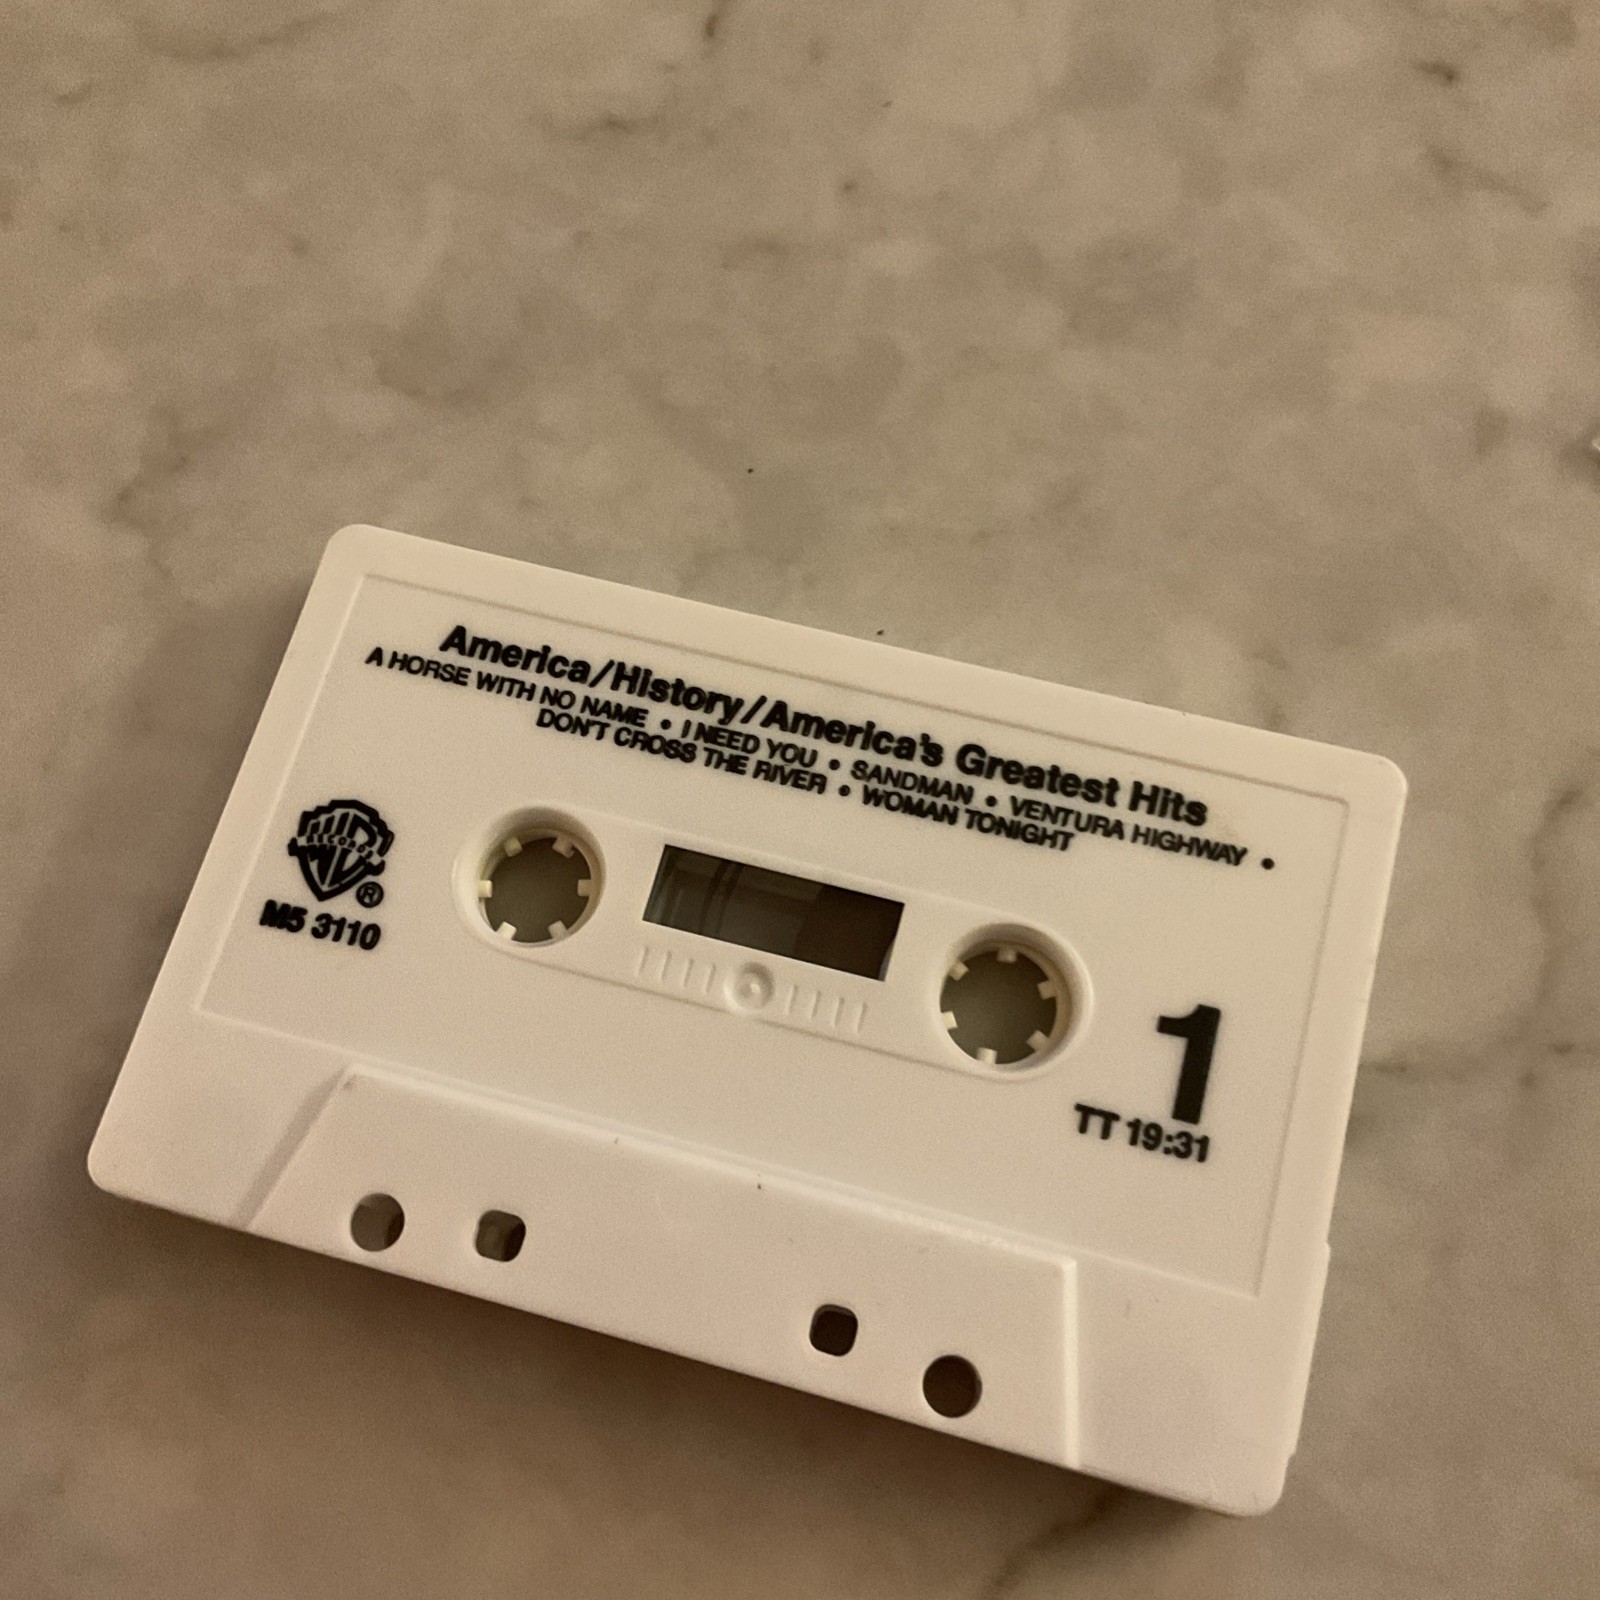 America/History/America's Greatest Hits
A HORSE WITH NO NAME • I NEED YOU • SANDMAN • VENTURA HIGHWAY •
DON'T CROSS THE RIVER • WOMAN TONIGHT
RECORDS
®
M5 3110
1
TT 19:31